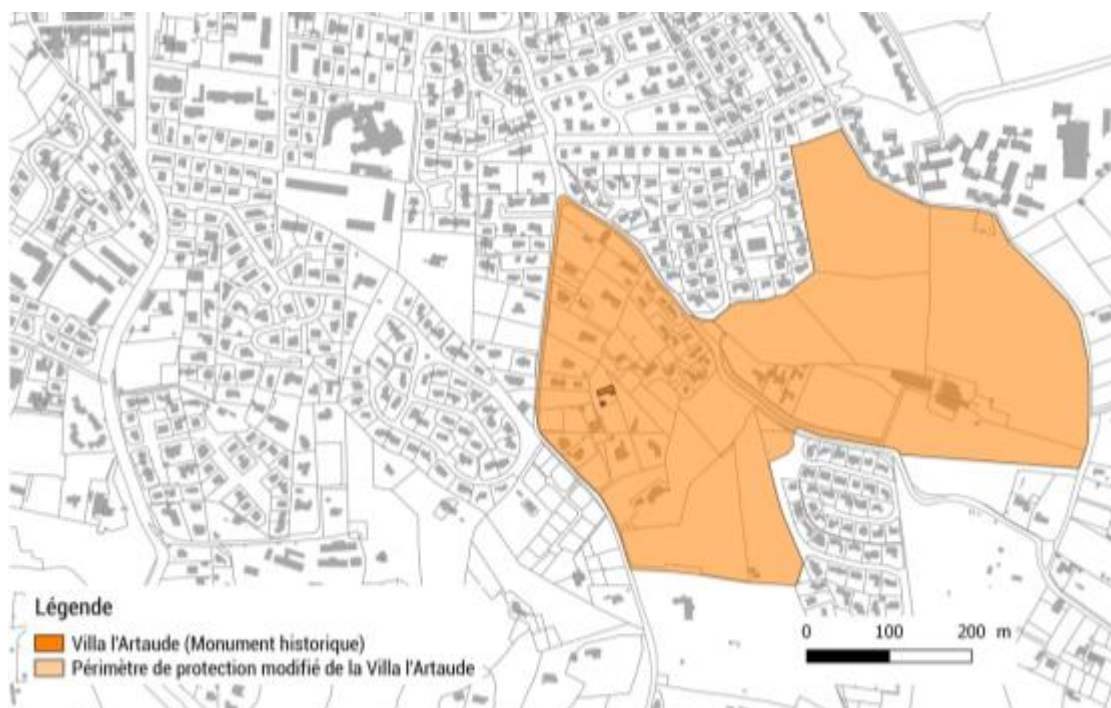 Légende
Villa l'Artaude (Monument historique)
Périmètre de protection modifié de la Villa l'Artaude
0 100 200 m